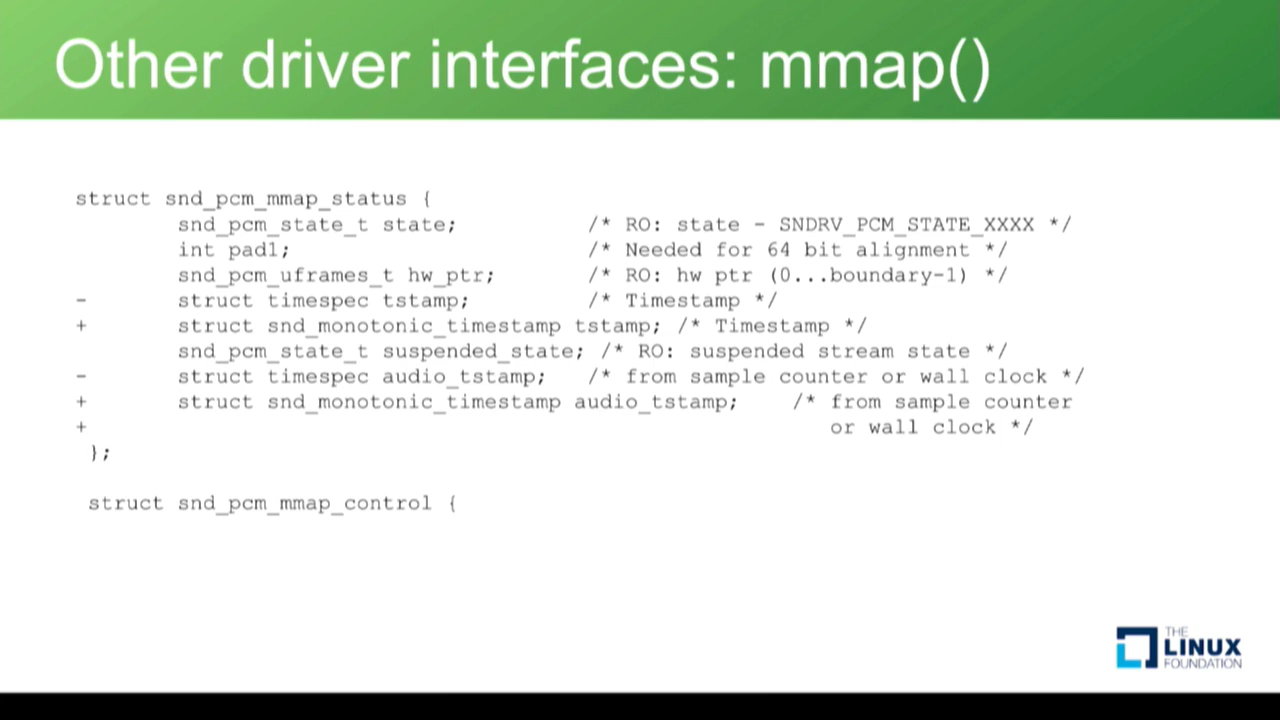 Other driver interfaces: mmap()
struct snd_pcm_mmap_status {
        snd_pcm_state_t state;          /* RO: state - SNDRV_PCM_STATE_XXXX */
        int pad1;                       /* Needed for 64 bit alignment */
        snd_pcm_uframes_t hw_ptr;       /* RO: hw ptr (0...boundary-1) */
-       struct timespec tstamp;         /* Timestamp */
+       struct snd_monotonic_timestamp tstamp; /* Timestamp */
        snd_pcm_state_t suspended_state; /* RO: suspended stream state */
-       struct timespec audio_tstamp;   /* from sample counter or wall clock */
+       struct snd_monotonic_timestamp audio_tstamp;    /* from sample counter
+                                                          or wall clock */
 };
 struct snd_pcm_mmap_control {
THE
LINUX
FOUNDATION